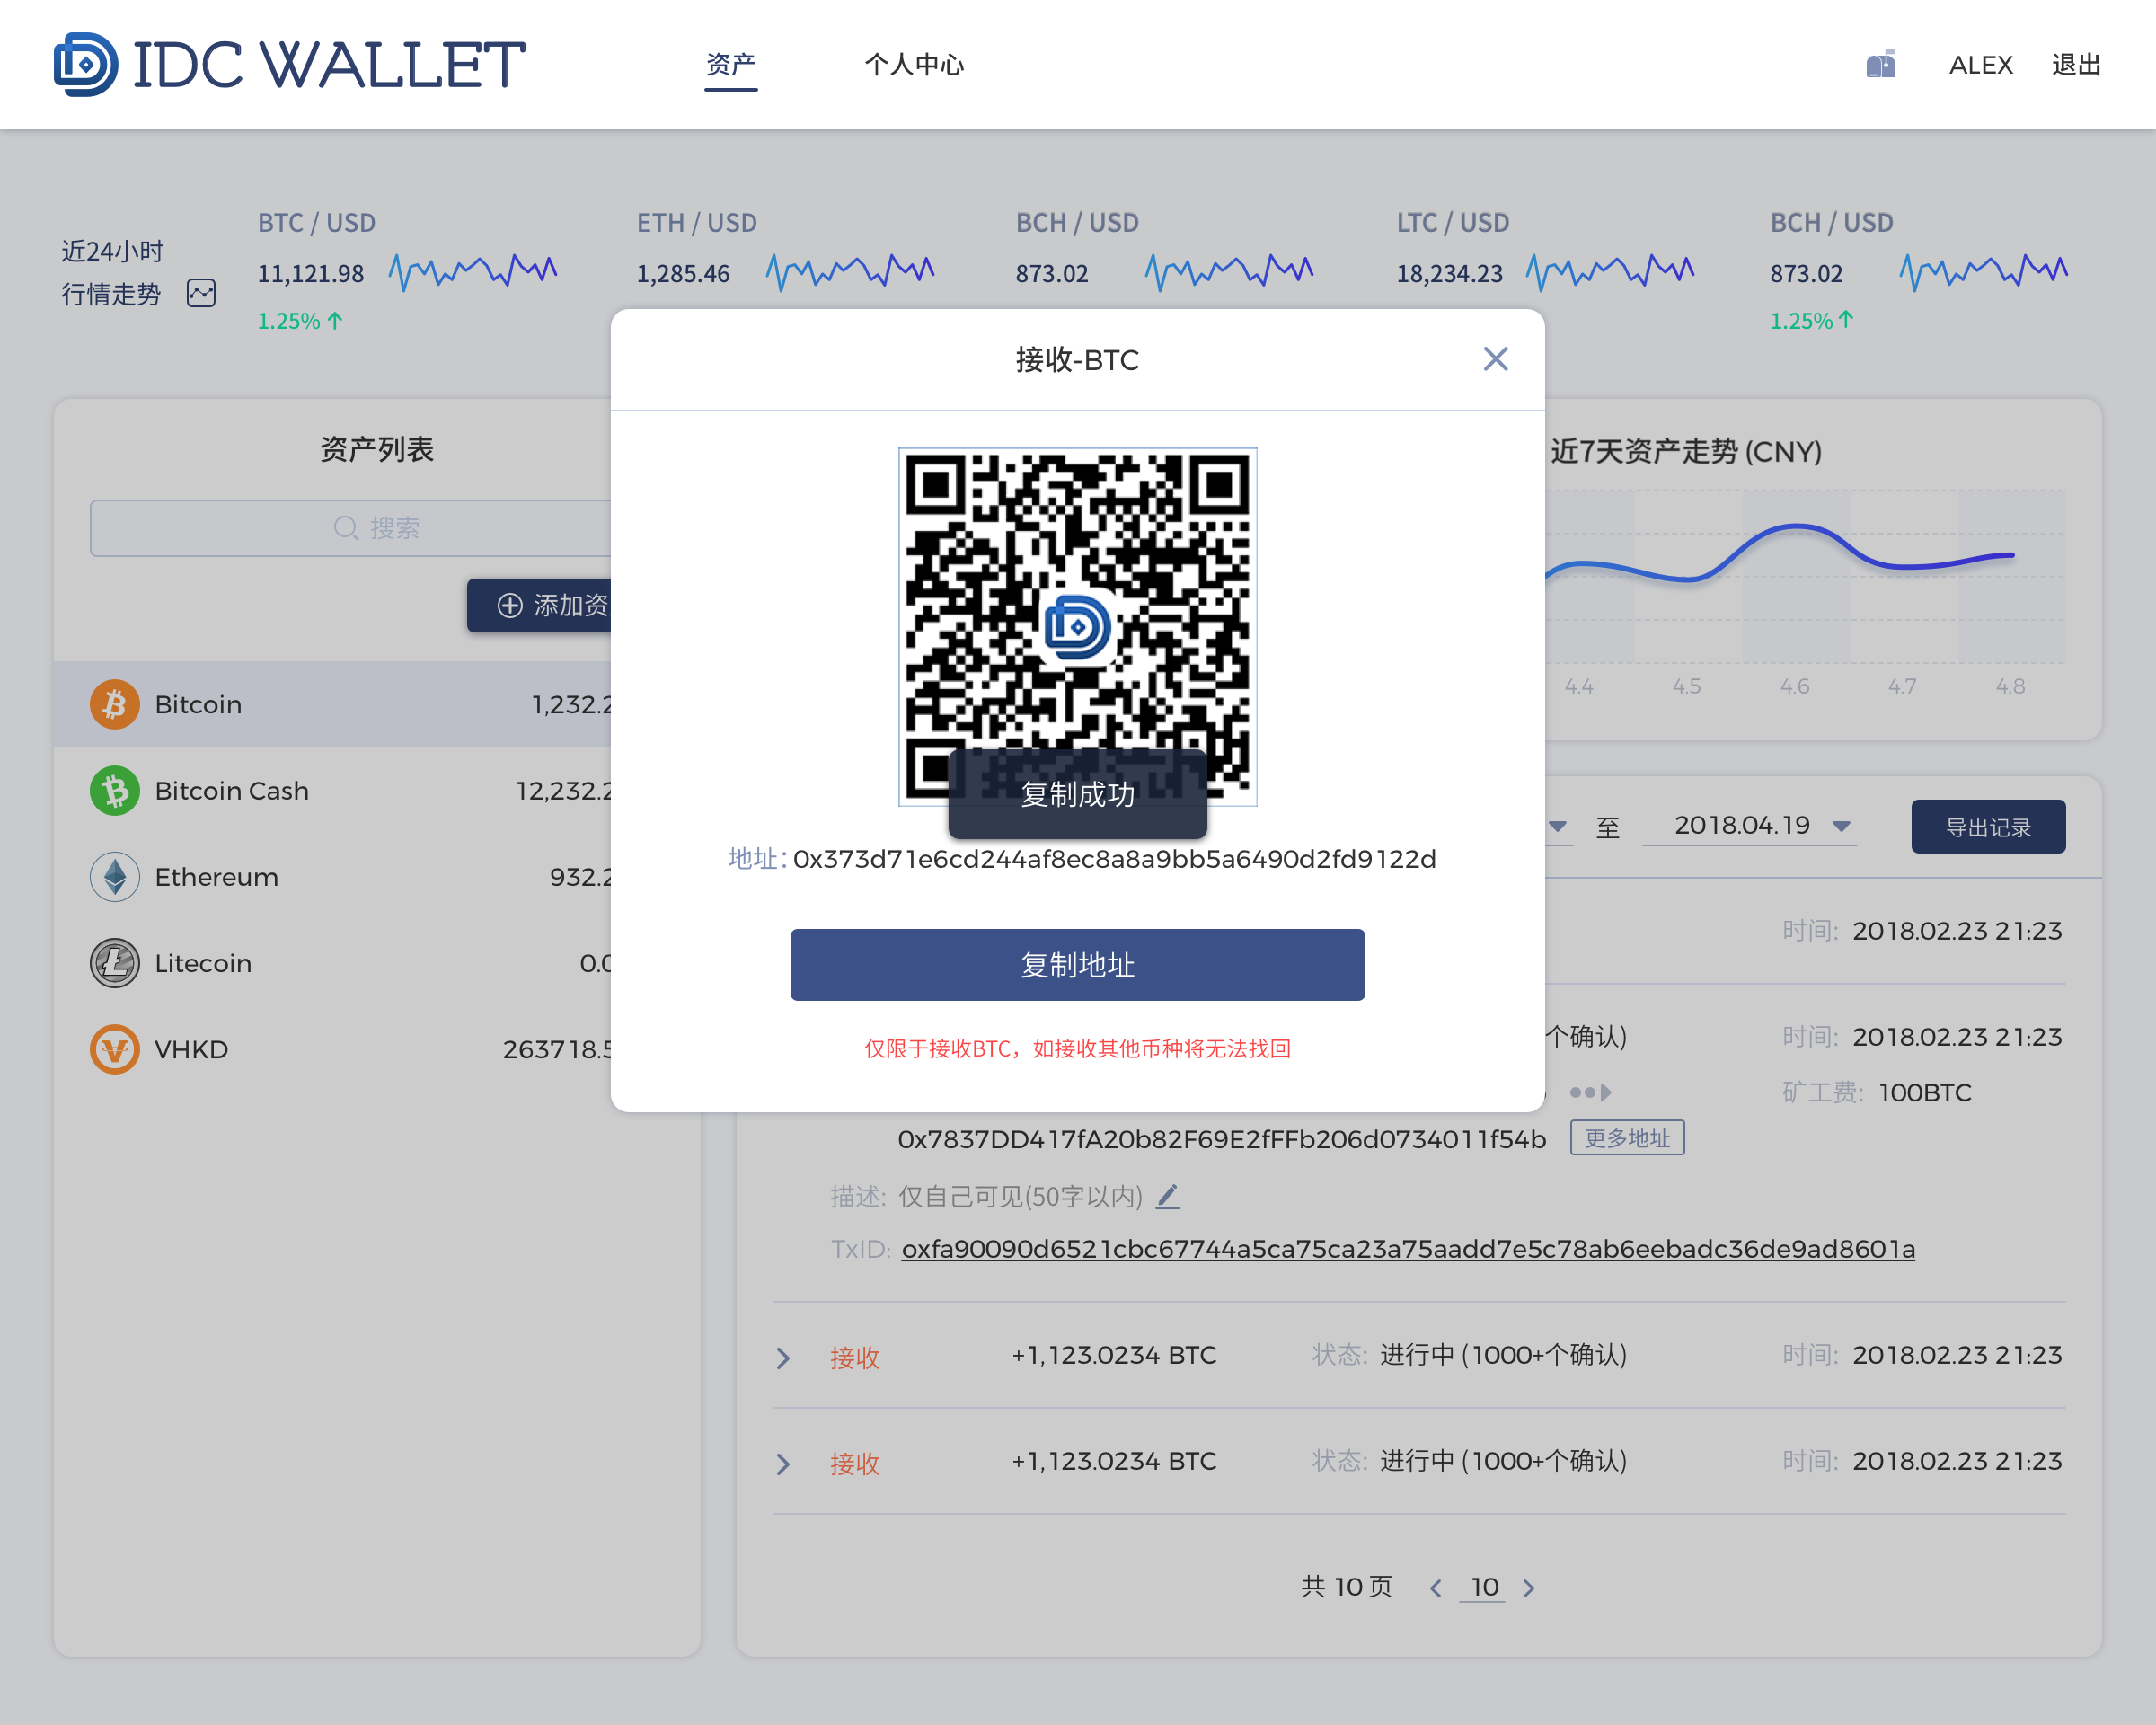 IDC WALLET
资产
个人中心
ALEX
退出
近24小时
行情走势
BTC / USD
11,121.98
1.25%
ETH / USD
1,285.46
BCH / USD
873.02
LTC / USD
18,234.23
BCH / USD
873.02
1.25%
接收-BTC
复制成功
地址：0x373d71e6cd244af8ec8a8a9bb5a6490d2fd9122d
复制地址
仅限于接收BTC，如接收其他币种将无法找回
资产列表
搜索
添加资
Bitcoin 1,232.2
Bitcoin Cash 12,232.2
Ethereum 932.2
Litecoin 0.0
VHKD 263718.5
近7天资产走势 (CNY)
4.4 4.5 4.6 4.7 4.8
至 2018.04.19 导出记录
时间: 2018.02.23 21:23
个确认) 时间: 2018.02.23 21:23
矿工费: 100BTC
0x7837DD417fA20b82F69E2fFFb206d0734011f54b 更多地址
描述: 仅自己可见(50字以内)
TxID: oxfa90090d6521cbc67744a5ca75ca23a75aadd7e5c78ab6eebadc36de9ad8601a
接收 +1,123.0234 BTC 状态: 进行中 (1000+个确认) 时间: 2018.02.23 21:23
接收 +1,123.0234 BTC 状态: 进行中 (1000+个确认) 时间: 2018.02.23 21:23
共 10 页 10